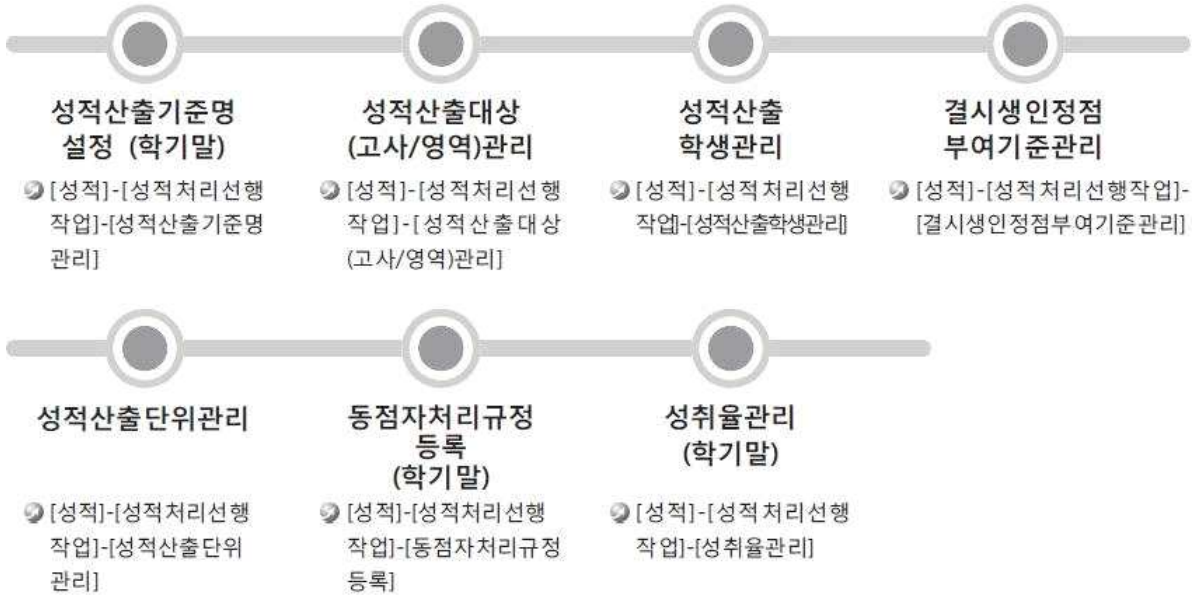 성적산출기준명
설정 (학기말)
[성적]-[성적처리선행
작업]-[성적산출기준명
관리]
성적산출대상
(고사/영역)관리
[성적]-[성적처리선행
작업]-[성적산출대상
(고사/영역)관리]
성적산출
학생관리
[성적]-[성적처리선행
작업]-[성적산출학생관리]
결시생인정점
부여기준관리
[성적]-[성적처리선행작업]-
[결시생인정점부여기준관리]
성적산출단위관리
[성적]-[성적처리선행
작업]-[성적산출단위
관리]
동점자처리규정
등록
(학기말)
[성적]-[성적처리선행
작업]-[동점자처리규정
등록]
성취율관리
(학기말)
[성적]-[성적처리선행
작업]-[성취율관리]